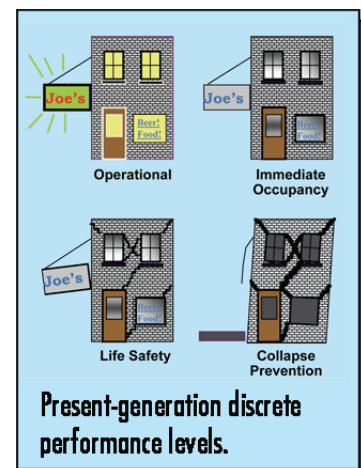 Joe's
Beer!
Food!
Operational
Joe's
Beer!
Food!
Immediate
Occupancy
Joe's
Beer!
Food!
Life Safety
Collapse
Prevention
Present-generation discrete
performance levels.